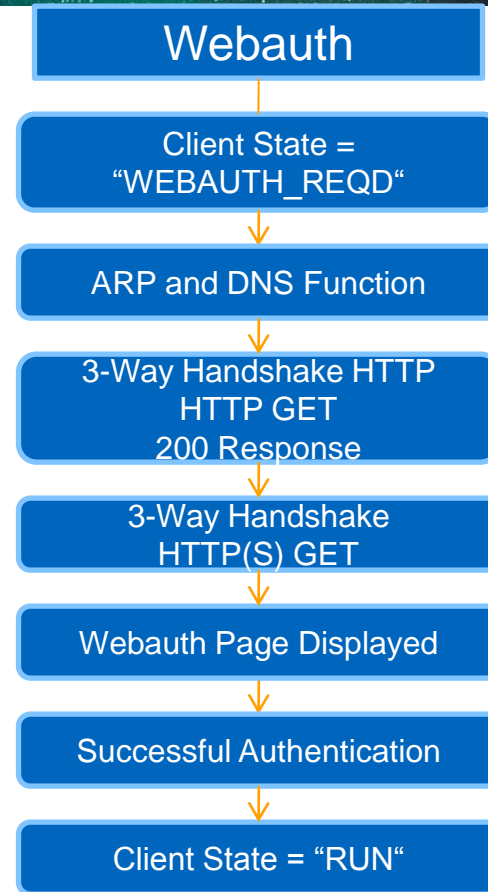 Webauth
Client State =
“WEBAUTH_REQD“
ARP and DNS Function
3-Way Handshake HTTP
HTTP GET
200 Response
3-Way Handshake
HTTP(S) GET
Webauth Page Displayed
Successful Authentication
Client State = “RUN“